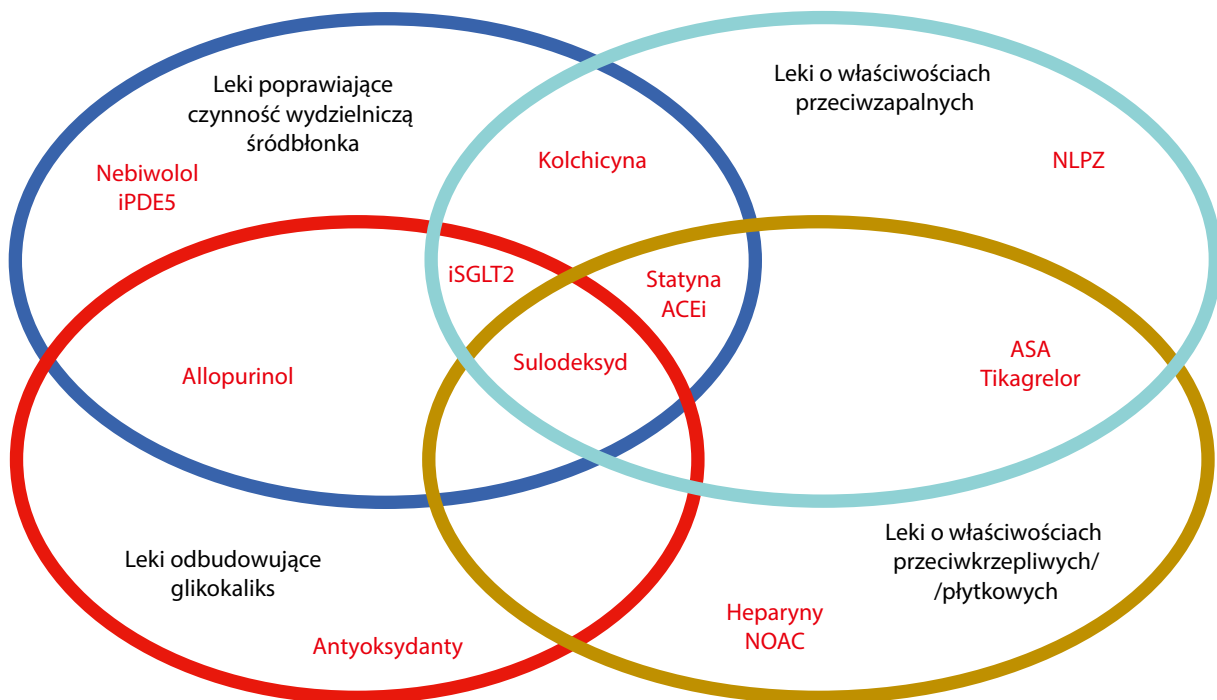 Leki poprawiające
czynność wydzielniczą
śródbłonka
Leki o właściwościach
przeciwzapalnych
Nebiwolol
iPDE5
Kolchicyna
NLPZ
iSGLT2
Statyna
ACEi
Allopurinol
Sulodeksyd
ASA
Tikagrelor
Leki odbudowujące
glikokaliks
Leki o właściwościach
przeciwkrzepliwych/
/płytkowych
Antyoksydanty
Heparyny
NOAC